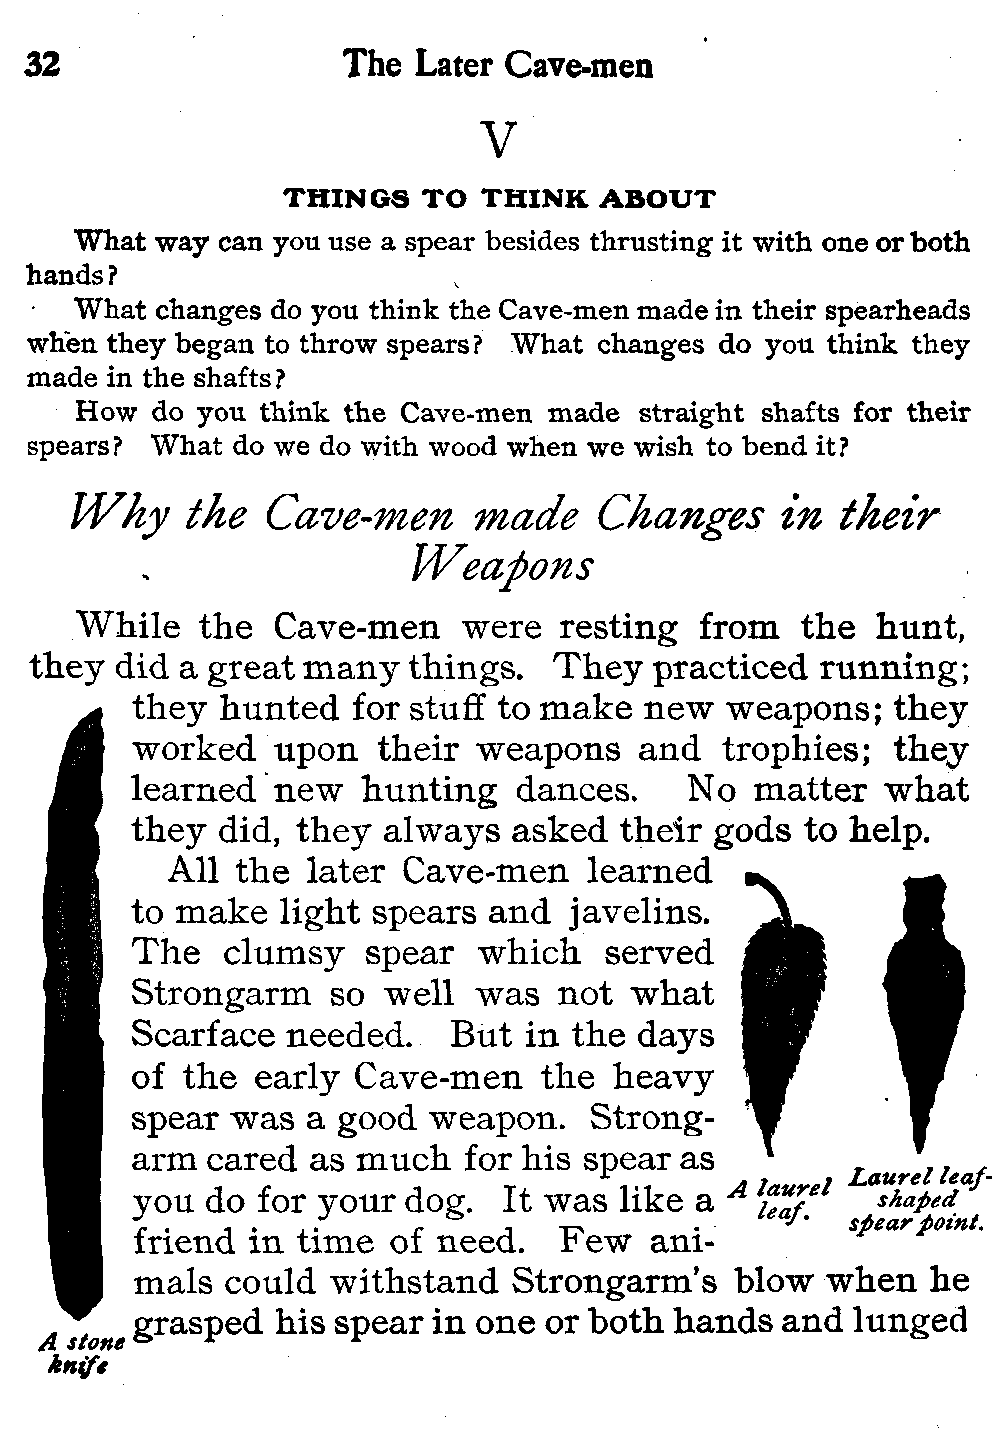 32 The Later Cave-men
V
THINGS TO THINK ABOUT
What way can you use a spear besides thrusting it with one or both
hands?
What changes do you think the Cave-men made in their spearheads
when they began to throw spears? What changes do you think they
made in the shafts?
How do you think the Cave-men made straight shafts for their
spears? What do we do with wood when we wish to bend it?
Why the Cave-men made Changes in their
Weapons
While the Cave-men were resting from the hunt,
they did a great many things. They practiced running;
they hunted for stuff to make new weapons; they
worked upon their weapons and trophies; they
learned new hunting dances. No matter what
they did, they always asked their gods to help.
All the later Cave-men learned
to make light spears and javelins.
The clumsy spear which served
Strongarm so well was not what
Scarface needed. But in the days
of the early Cave-men the heavy
spear was a good weapon. Strong-
arm cared as much for his spear as
you do for your dog. It was like a
friend in time of need. Few ani-
mals could withstand Strongarm's blow when he
grasped his spear in one or both hands and lunged
A laurel
leaf.
Laurel leaf-
shaped
spear point.
A stone
knife